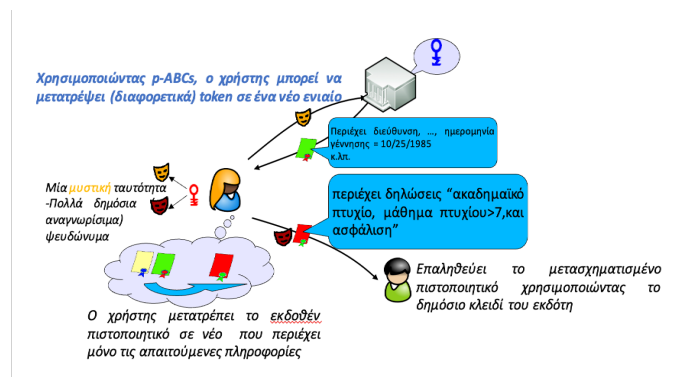 Χρησιμοποιώντας p-ABCs, ο χρήστης μπορεί να
μετατρέψει (διαφορετικά) token σε ένα νέο ενιαίο
Περιέχει διεύθυνση, ..., ημερομηνία
γέννησης = 10/25/1985
κ.λπ.
Μία μυστική ταυτότητα
-Πολλά δημόσια
αναγνωρίσιμα)
ψευδώνυμα
περιέχει δηλώσεις “ακαδημαϊκό
πτυχίο, μάθημα πτυχίου>7,και
ασφάλιση”
Επαληθεύει το μετασχηματισμένο
πιστοποιητικό χρησιμοποιώντας το
δημόσιο κλειδί του εκδότη
Ο χρήστης μετατρέπει το εκδοθέν
πιστοποιητικό σε νέο που περιέχει
μόνο τις απαιτούμενες πληροφορίες